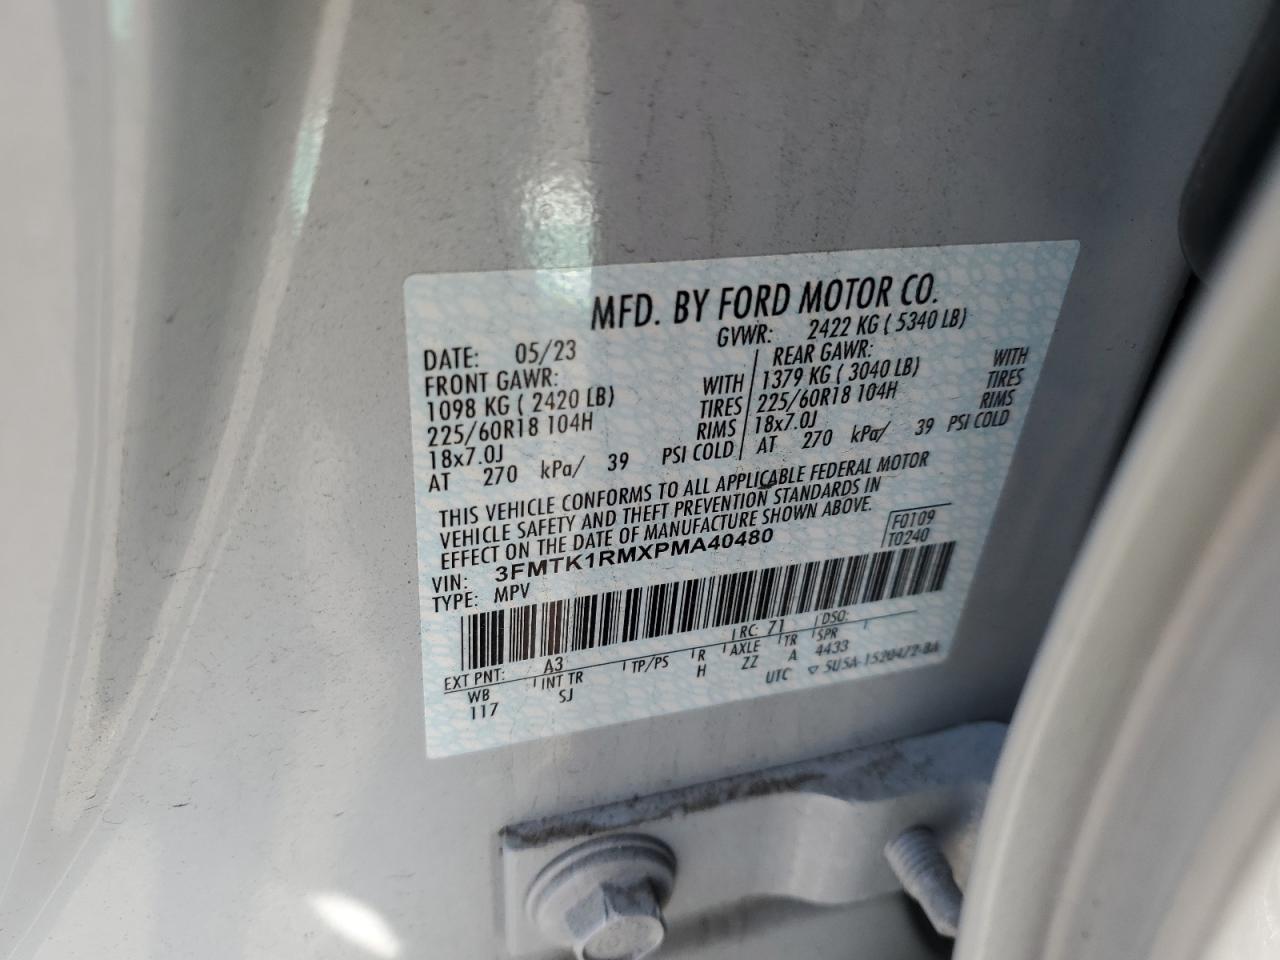 MFD. BY FORD MOTOR CO.
DATE: 05/23 GVWR: 2422 KG ( 5340 LB)
FRONT GAWR: REAR GAWR:
1098 KG ( 2420 LB) WITH 1379 KG ( 3040 LB) WITH
225/60R18 104H TIRES 225/60R18 104H TIRES
18x7.0J RIMS 18x7.0J RIMS
AT 270 kPa/ 39 PSI COLD AT 270 kPa/ 39 PSI COLD
THIS VEHICLE CONFORMS TO ALL APPLICABLE FEDERAL MOTOR
VEHICLE SAFETY AND THEFT PREVENTION STANDARDS IN
EFFECT ON THE DATE OF MANUFACTURE SHOWN ABOVE.
VIN: 3FMTK1RMXPMA40480 F0109
TYPE: MPV T0240
EXT PNT: A3 RC: 71 DSO:
WB INT TR TP/PS R AXLE TR SPR
117 SJ H ZZ A 4433
UTC ▽ 5U5A-1520472-BA